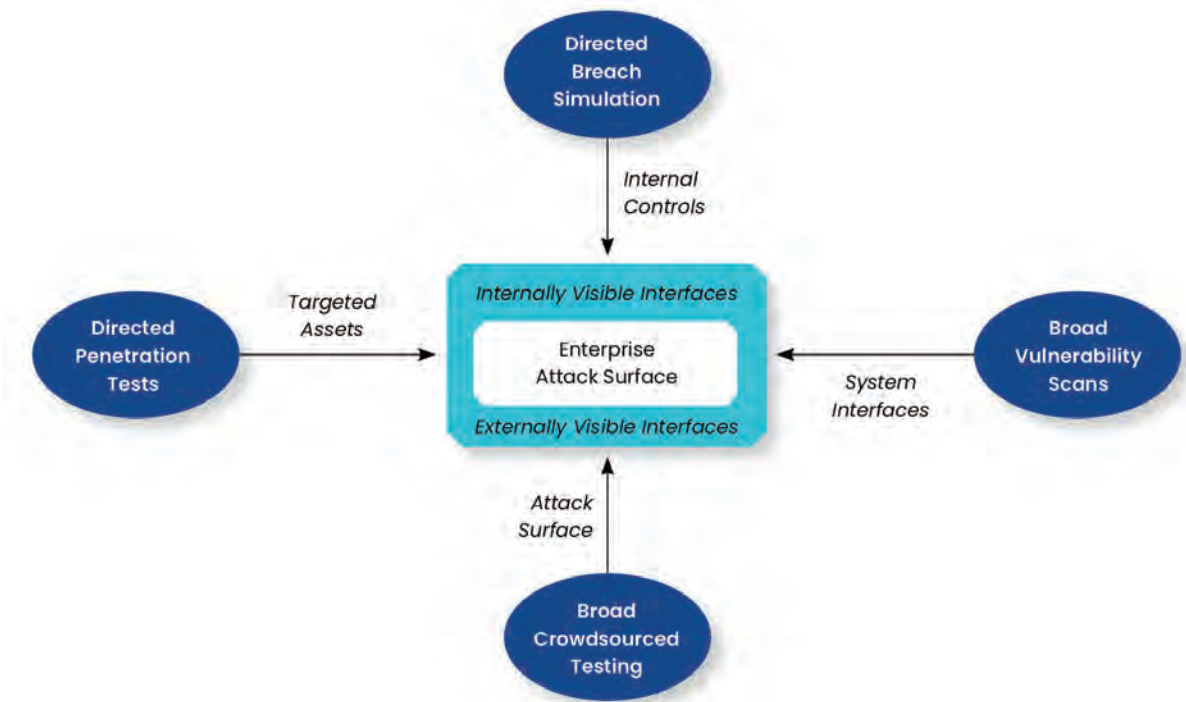 Directed
Breach
Simulation
Internal
Controls
Internally Visible Interfaces
Targeted
Assets
Directed
Penetration
Tests
Enterprise
Attack Surface
Broad
Vulnerability
Scans
System
Interfaces
Externally Visible Interfaces
Attack
Surface
Broad
Crowdsourced
Testing